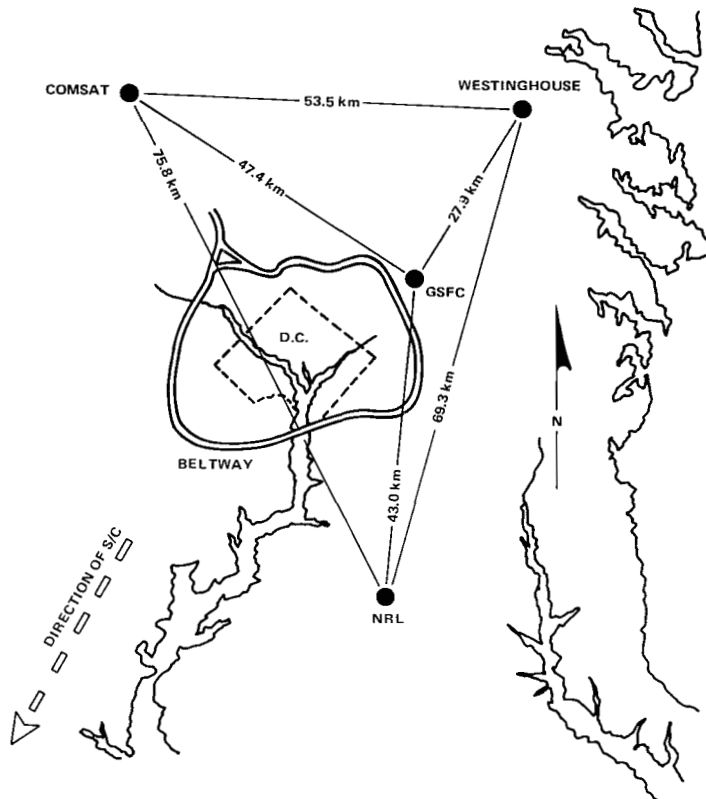 COMSAT
WESTINGHOUSE
53.5 km
47.4 km
75.8 km
27.9 km
GSFC
D.C.
69.3 km
N
BELTWAY
43.0 km
DIRECTION OF S/C
NRL